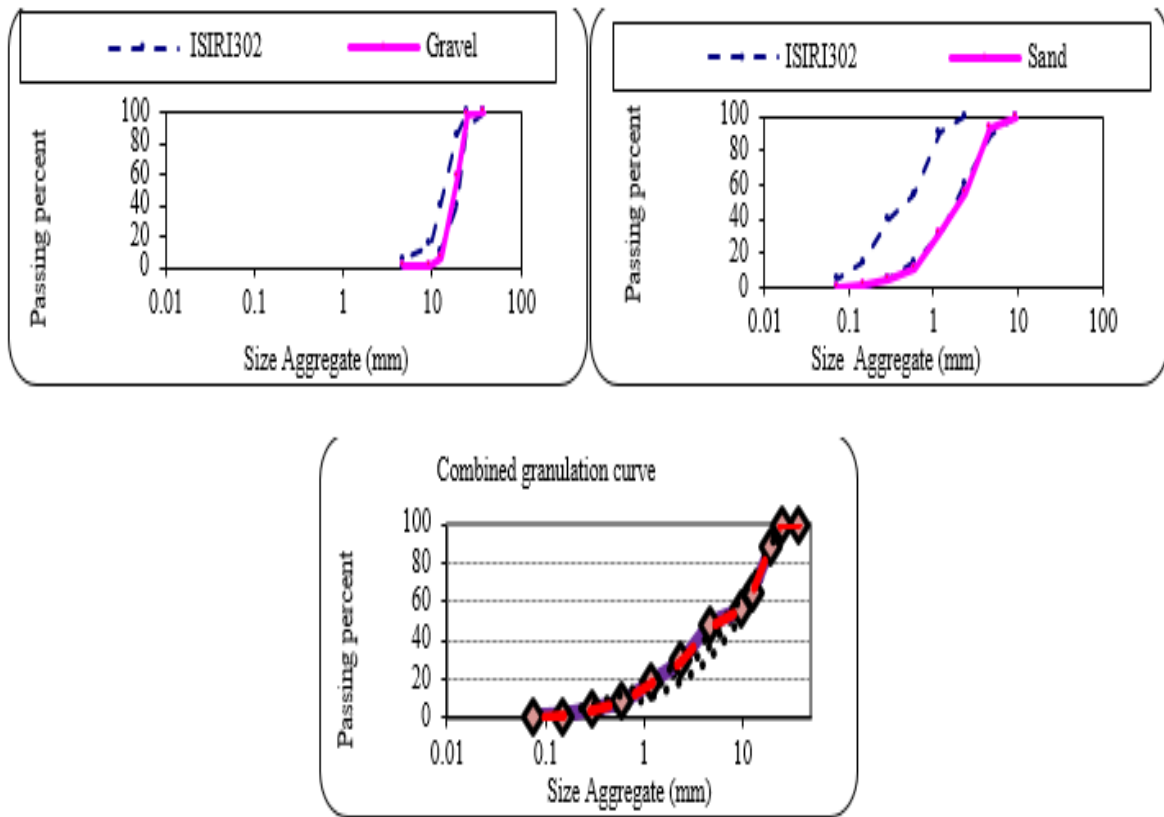 ISIRI302 Gravel
Passing percent
100
80
60
40
20
0
0.01 0.1 1 10 100
Size Aggregate (mm)
ISIRI302 Sand
Passing percent
100
80
60
40
20
0
0.01 0.1 1 10 100
Size Aggregate (mm)
Combined granulation curve
Passing percent
100
80
60
40
20
0
0.01 0.1 1 10
Size Aggregate (mm)